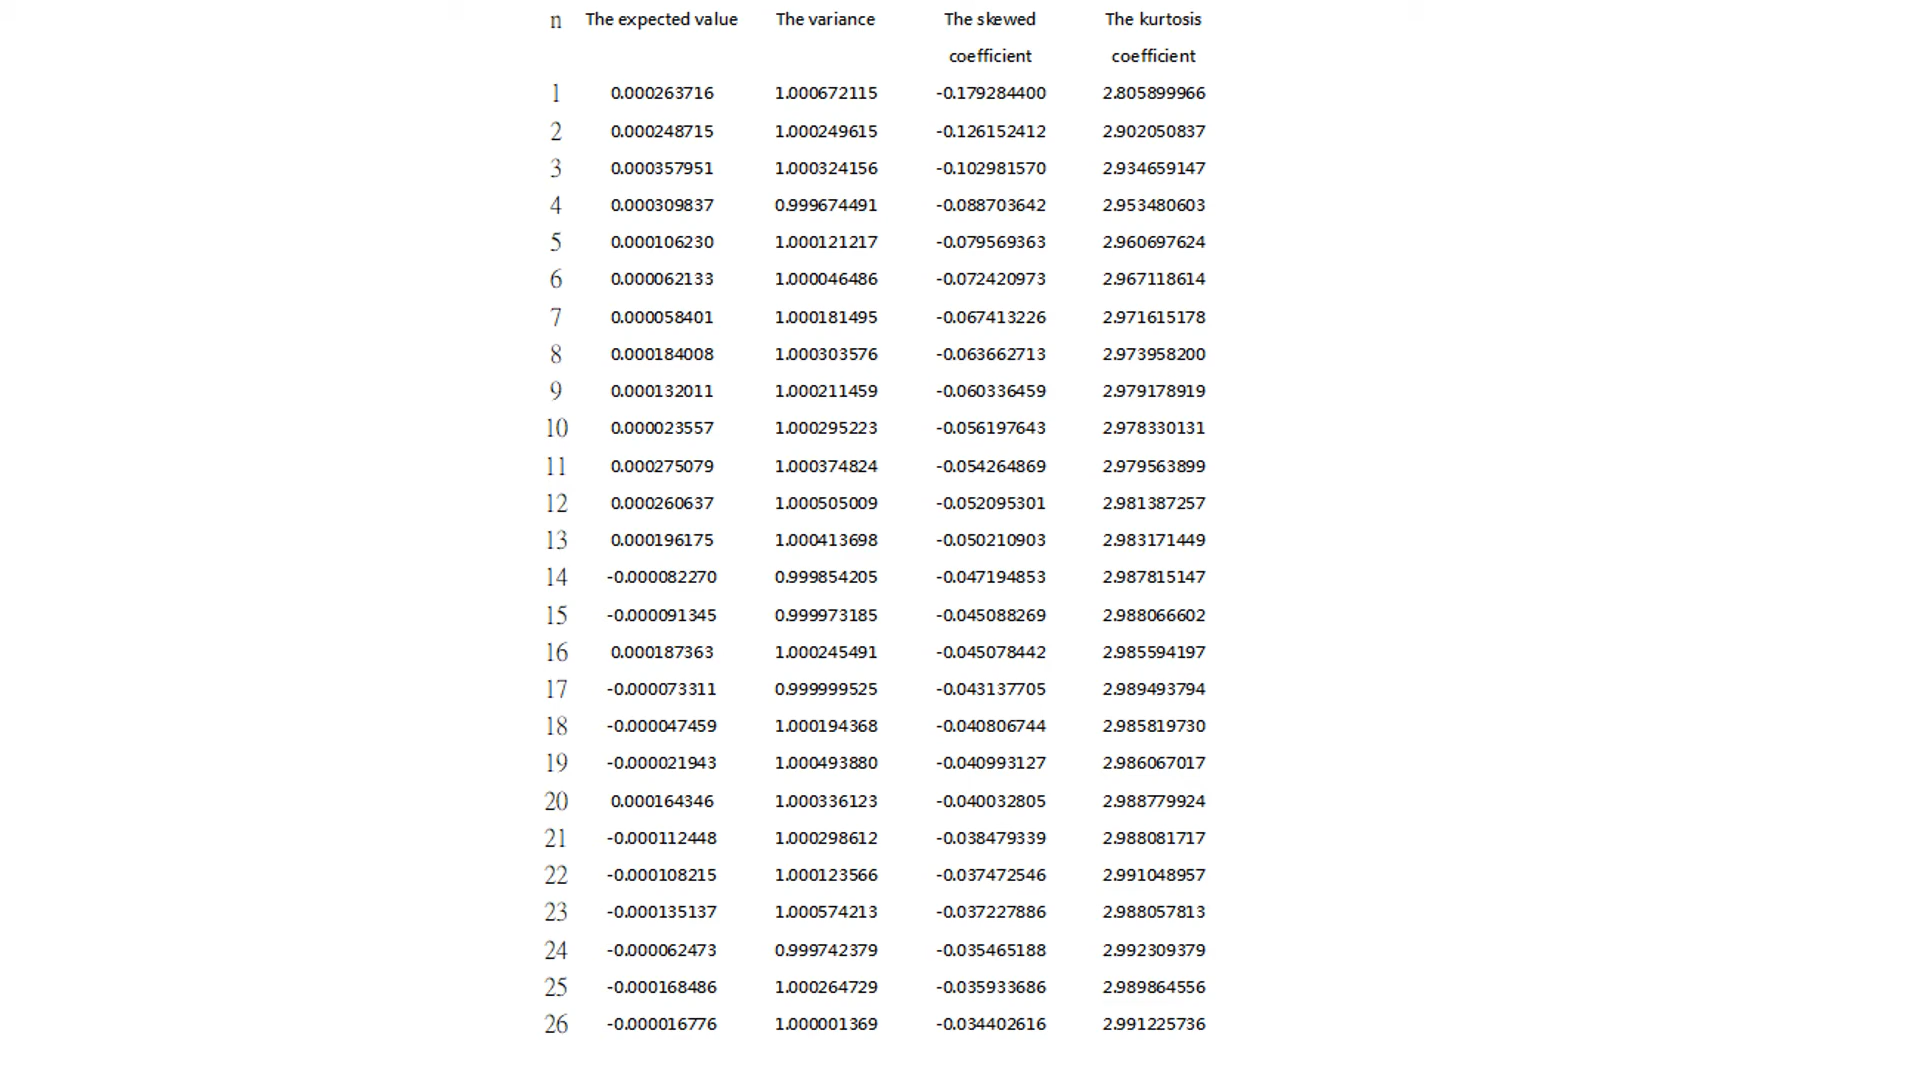 n The expected value The variance The skewed The kurtosis
coefficient coefficient
1 0.000263716 1.000672115 -0.179284400 2.805899966
2 0.000248715 1.000249615 -0.126152412 2.902050837
3 0.000357951 1.000324156 -0.102981570 2.934659147
4 0.000309837 0.999674491 -0.088703642 2.953480603
5 0.000106230 1.000121217 -0.079569363 2.960697624
6 0.000062133 1.000046486 -0.072420973 2.967118614
7 0.000058401 1.000181495 -0.067413226 2.971615178
8 0.000184008 1.000303576 -0.063662713 2.973958200
9 0.000132011 1.000211459 -0.060336459 2.979178919
10 0.000023557 1.000295223 -0.056197643 2.978330131
11 0.000275079 1.000374824 -0.054264869 2.979563899
12 0.000260637 1.000505009 -0.052095301 2.981387257
13 0.000196175 1.000413698 -0.050210903 2.983171449
14 -0.000082270 0.999854205 -0.047194853 2.987815147
15 -0.000091345 0.999973185 -0.045088269 2.988066602
16 0.000187363 1.000245491 -0.045078442 2.985594197
17 -0.000073311 0.999999525 -0.043137705 2.989493794
18 -0.000047459 1.000194368 -0.040806744 2.985819730
19 -0.000021943 1.000493880 -0.040993127 2.986067017
20 0.000164346 1.000336123 -0.040032805 2.988779924
21 -0.000112448 1.000298612 -0.038479339 2.988081717
22 -0.000108215 1.000123566 -0.037472546 2.991048957
23 -0.000135137 1.000574213 -0.037227886 2.988057813
24 -0.000062473 0.999742379 -0.035465188 2.992309379
25 -0.000168486 1.000264729 -0.035933686 2.989864556
26 -0.000016776 1.000001369 -0.034402616 2.991225736